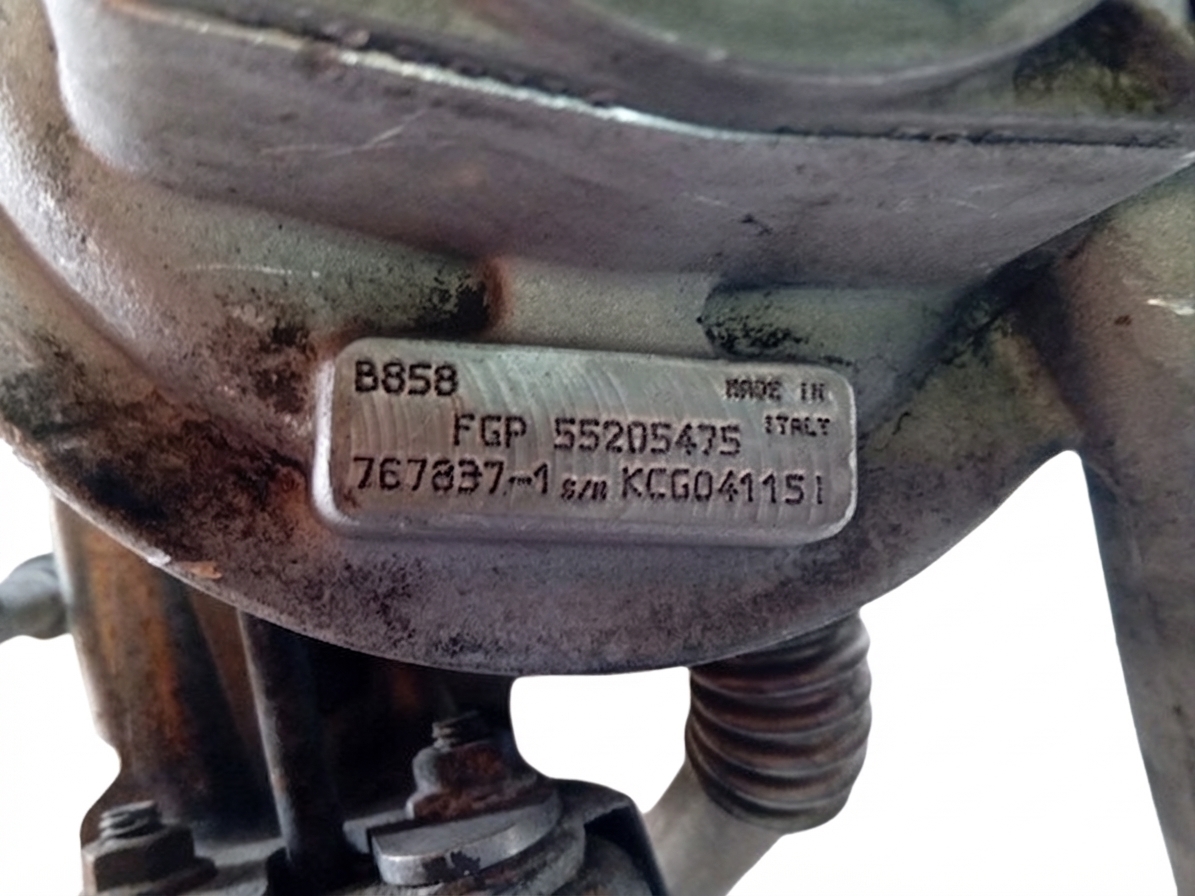 B858 MADE IN
FGP 55205475 ITALY
767837-1 S/N KCG041151